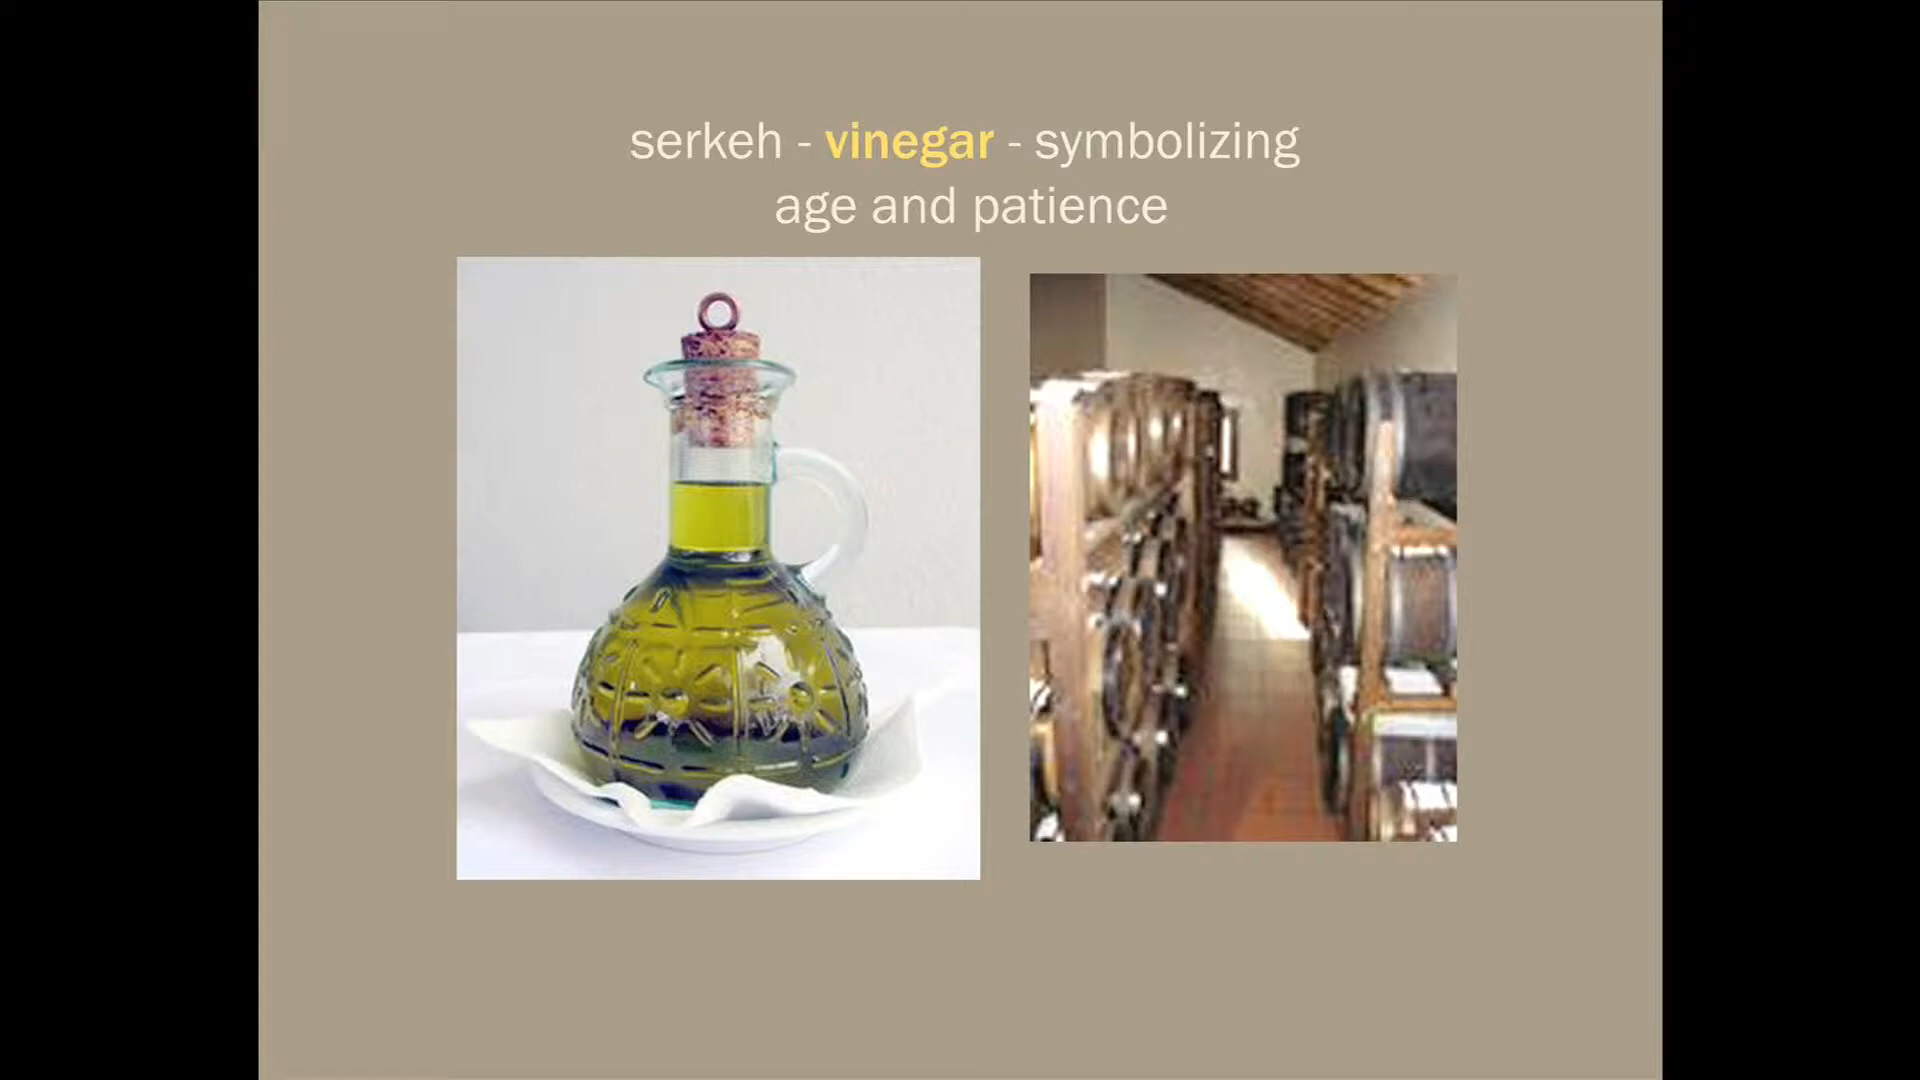 serkeh - vinegar - symbolizing
age and patience